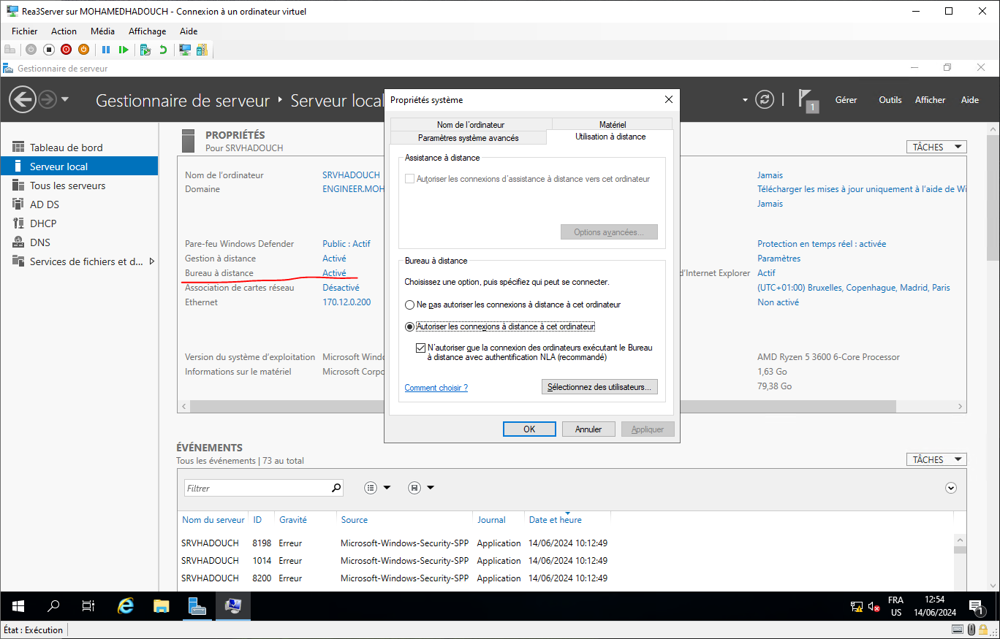 Rea3Server sur MOHAMEDHADOUCH - Connexion à un ordinateur virtuel
Fichier Action Média Affichage Aide
Gestionnaire de serveur
Gestionnaire de serveur Serveur local
1 Gérer Outils Afficher Aide
Tableau de bord
Serveur local
Tous les serveurs
AD DS
DHCP
DNS
Services de fichiers et d...
PROPRIÉTÉS
Pour SRVHADOUCH
TÂCHES
Nom de l'ordinateur SRVHADOUCH
Domaine ENGINEER.MOH
Jamais
Télécharger les mises à jour uniquement à l'aide de Wi
Jamais
Pare-feu Windows Defender Public : Actif
Gestion à distance Activé
Bureau à distance Activé
Association de cartes réseau Désactivé
Ethernet 170.12.0.200
Protection en temps réel : activée
Paramètres
d'Internet Explorer Actif
(UTC+01:00) Bruxelles, Copenhague, Madrid, Paris
Non activé
Version du système d'exploitation Microsoft Windo
Informations sur le matériel Microsoft Corpo
AMD Ryzen 5 3600 6-Core Processor
1,63 Go
79,38 Go
Propriétés système
Nom de l'ordinateur Matériel
Paramètres système avancés Utilisation à distance
Assistance à distance
Autoriser les connexions d'assistance à distance vers cet ordinateur
Options avancées...
Bureau à distance
Choisissez une option, puis spécifiez qui peut se connecter.
Ne pas autoriser les connexions à distance à cet ordinateur
Autoriser les connexions à distance à cet ordinateur
N'autoriser que la connexion des ordinateurs exécutant le Bureau
à distance avec authentification NLA (recommandé)
Comment choisir ? Sélectionnez des utilisateurs...
OK Annuler Appliquer
ÉVÉNEMENTS
Tous les événements | 73 au total
TÂCHES
Filtrer
Nom du serveur ID Gravité Source Journal Date et heure
SRVHADOUCH 8198 Erreur Microsoft-Windows-Security-SPP Application 14/06/2024 10:12:49
SRVHADOUCH 1014 Erreur Microsoft-Windows-Security-SPP Application 14/06/2024 10:12:49
SRVHADOUCH 8200 Erreur Microsoft-Windows-Security-SPP Application 14/06/2024 10:12:49
FRA
US
12:54
14/06/2024
1
État : Exécution